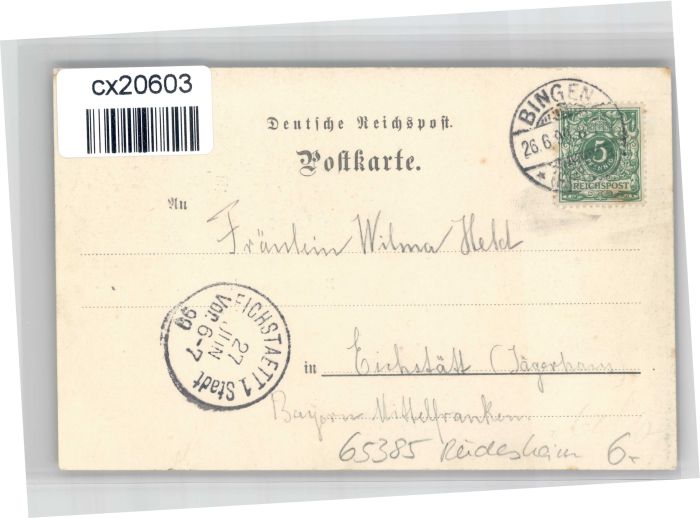 cx20603
Deutsche Reichspost.
Postkarte.
BINGEN
26.6.
5
REICHSPOST
An
Fräulein Wilma Held
EICHSTAETT 1 Stadt
27
JUN
Vor. 6-7
99
in Eichstätt (Jägerhaus
Bayern Mittelfranken.
65385 Rüdesheim 6.-